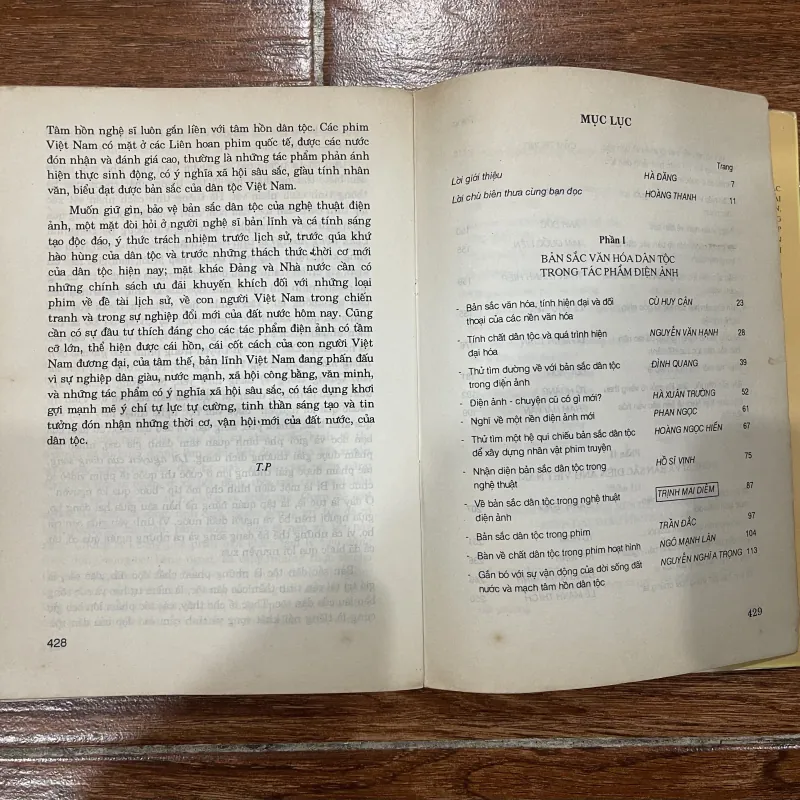 Tâm hồn nghệ sĩ luôn gắn liền với tâm hồn dân tộc. Các phim
Việt Nam có mặt ở các Liên hoan phim quốc tế, được các nước
đón nhận và đánh giá cao, thường là những tác phẩm phản ánh
hiện thực sinh động, có ý nghĩa xã hội sâu sắc, giầu tính nhân
văn, biểu đạt được bản sắc của dân tộc Việt Nam.
Muốn giữ gìn, bảo vệ bản sắc dân tộc của nghệ thuật điện
ảnh, một mặt đòi hỏi ở người nghệ sĩ bản lĩnh và cá tính sáng
tạo độc đáo, ý thức trách nhiệm trước lịch sử, trước quá khứ
hào hùng của dân tộc và trước những thách thức thời cơ mới
của dân tộc hiện nay; mặt khác Đảng và Nhà nước cần có
những chính sách ưu đãi khuyến khích đối với những loại
phim về đề tài lịch sử, về con người Việt Nam trong chiến
tranh và trong sự nghiệp đổi mới của đất nước hôm nay. Cũng
cần có sự đầu tư thích đáng cho các tác phẩm điện ảnh có tầm
cỡ lớn, thể hiện được cái hồn, cái cốt cách của con người Việt
Nam đương đại, của tâm thế, bản lĩnh Việt Nam đang phấn đấu
vì sự nghiệp dân giàu, nước mạnh, xã hội công bằng, văn minh,
và những tác phẩm có ý nghĩa xã hội sâu sắc, có tác dụng khơi
gợi mạnh mẽ ý chí tự lực tự cường, tinh thần sáng tạo và tin
tưởng đón nhận những thời cơ, vận hội mới của đất nước, của
dân tộc.
T.P
428
MỤC LỤC
Trang
Lời giới thiệu HÀ ĐĂNG 7
Lời chủ biên thưa cùng bạn đọc HOÀNG THANH 11
Phần I
BẢN SẮC VĂN HÓA DÂN TỘC
TRONG TÁC PHẨM ĐIỆN ẢNH
- Bản sắc văn hóa, tính hiện đại và đối CÙ HUY CẬN 23
thoại của các nền văn hóa
- Tính chất dân tộc và quá trình hiện NGUYỄN VĂN HẠNH 28
đại hóa
- Thử tìm đường về với bản sắc dân tộc ĐÌNH QUANG 39
trong điện ảnh
- Điện ảnh - chuyện cũ có gì mới? HÀ XUÂN TRƯỜNG 52
- Nghĩ về một nền điện ảnh mới PHAN NGỌC 61
- Thử tìm một hệ qui chiếu bản sắc dân tộc HOÀNG NGỌC HIẾN 67
để xây dựng nhân vật phim truyện
- Nhận diện bản sắc dân tộc trong HỒ SĨ VỊNH 75
nghệ thuật
- Về bản sắc dân tộc trong nghệ thuật TRỊNH MAI DIÊM 87
điện ảnh
- Bản sắc dân tộc trong phim TRẦN ĐẮC 97
- Bàn về chất dân tộc trong phim hoạt hình NGÔ MẠNH LÂN 104
- Gắn bó với sự vận động của đời sống đất NGUYỄN NGHĨA TRỌNG 113
nước và mạch tâm hồn dân tộc
429